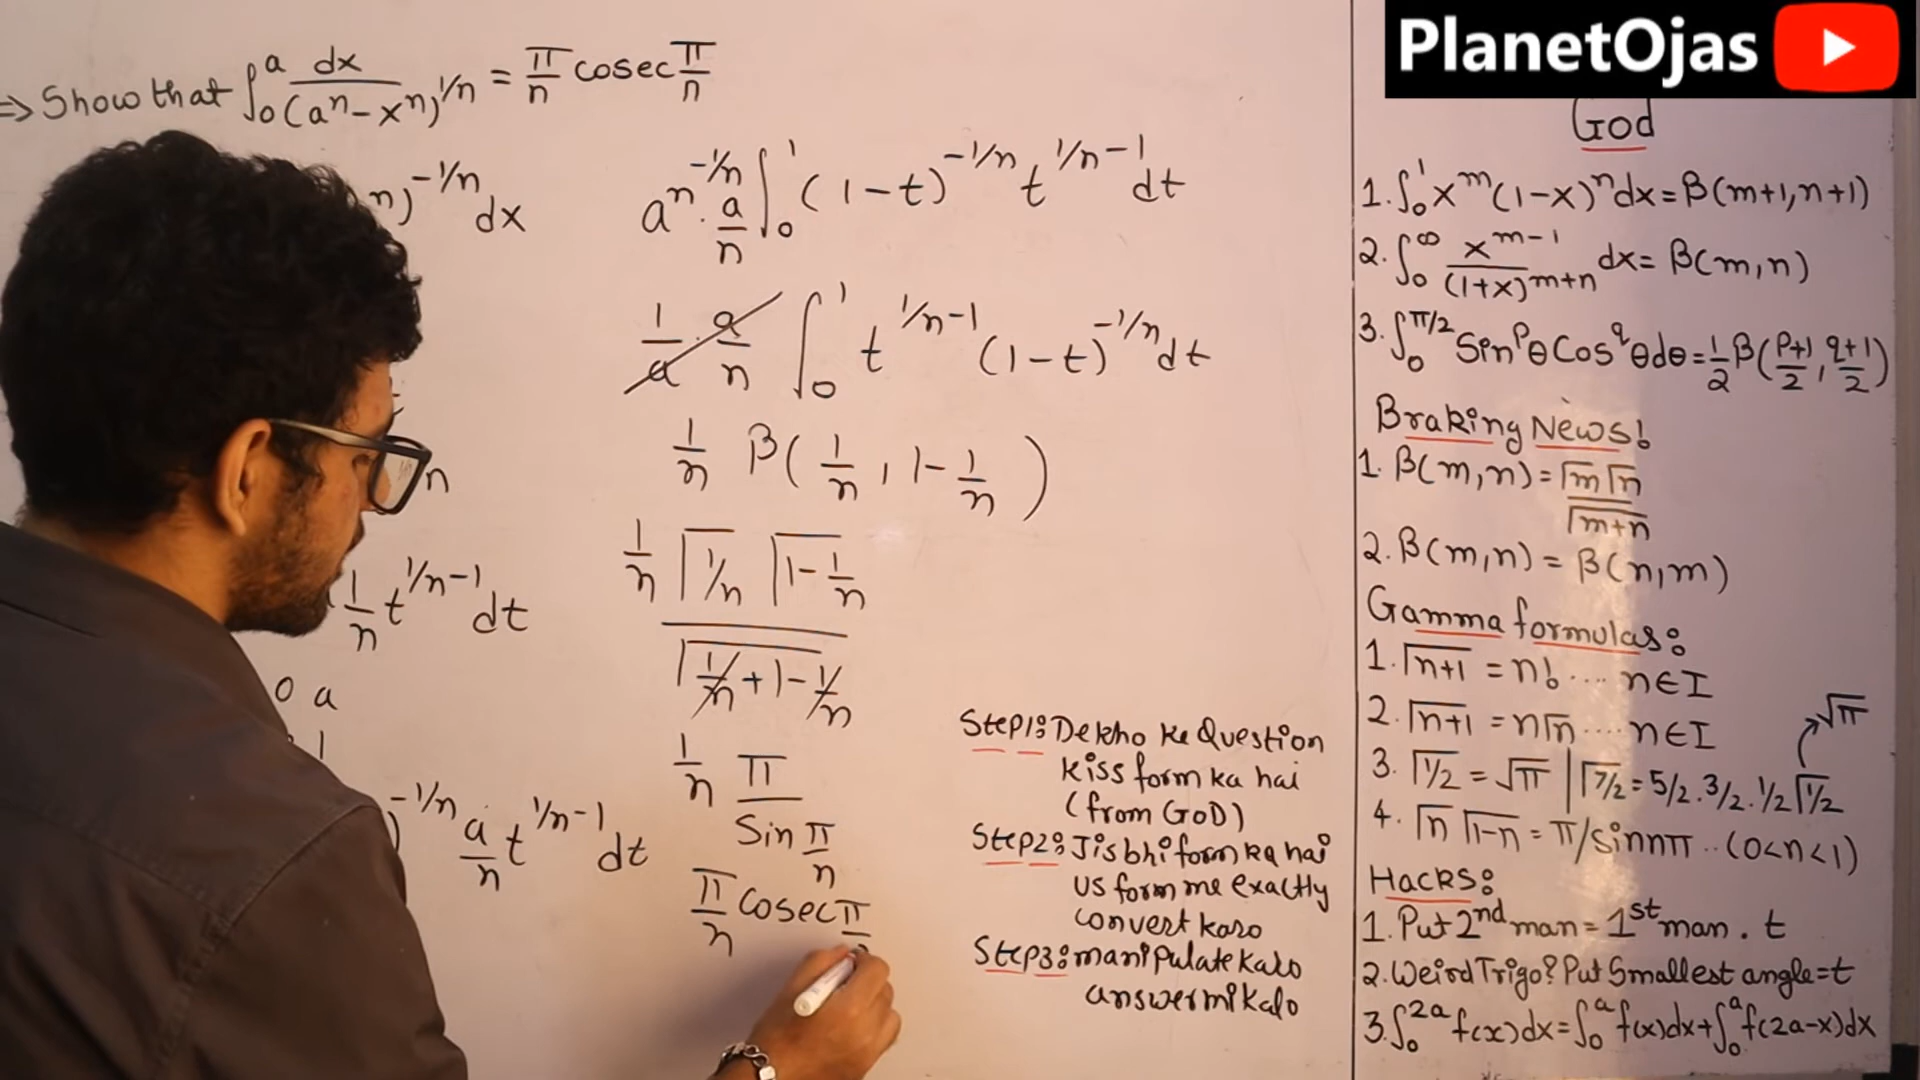 PlanetOjas
=> Show that ∫₀ᵃ dx/(aⁿ-xⁿ)^1/n = π/n cosec π/n
n)^-1/n dx
n
1/n t^1/n-1 dt
0 a
1
)^-1/n a/n t^1/n-1 dt
a^n·-1/n · a/n ∫₀¹ (1-t)^-1/n t^1/n-1 dt
1/a · a/n ∫₀¹ t^1/n-1 (1-t)^-1/n dt
1/n β(1/n, 1-1/n)
1/n Γ1/n Γ1-1/n
Γ1/n+1-1/n
1/n π/Sin π/n
π/n cosec π
Step1: Dekho ke Question
kiss form ka hai
(from GOD)
Step2: Jis bhi form ka hai
us form me exactly
convert karo
Step3: manipulate karo
answer nikalo
God
1. ∫₀¹ x^m (1-x)^n dx = β(m+1, n+1)
2. ∫₀^∞ x^m-1/(1+x)^m+n dx = β(m,n)
3. ∫₀^π/2 Sin^pθ Cos^qθ dθ = 1/2 β(p+1/2, q+1/2)
Braking News!
1. β(m,n) = Γm Γn/Γm+n
2. β(m,n) = β(n,m)
Gamma formulas:
1. Γn+1 = n! .... n∈I
2. Γn+1 = nΓn .... n∈I
√π
3. Γ1/2 = √π | Γ7/2 = 5/2.3/2.1/2 Γ1/2
4. Γn Γ1-n = π/sin nπ .. (0<n<1)
Hacks:
1. Put 2nd man = 1st man . t
2. Weird Trigo? Put Smallest angle = t
3. ∫₀^2a f(x) dx = ∫₀^a f(x) dx + ∫₀^a f(2a-x) dx